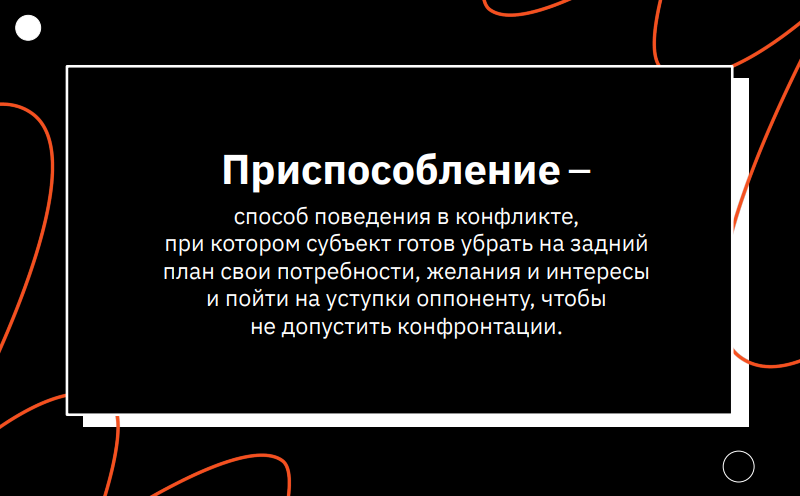 Приспособление –
способ поведения в конфликте,
при котором субъект готов убрать на задний
план свои потребности, желания и интересы
и пойти на уступки оппоненту, чтобы
не допустить конфронтации.